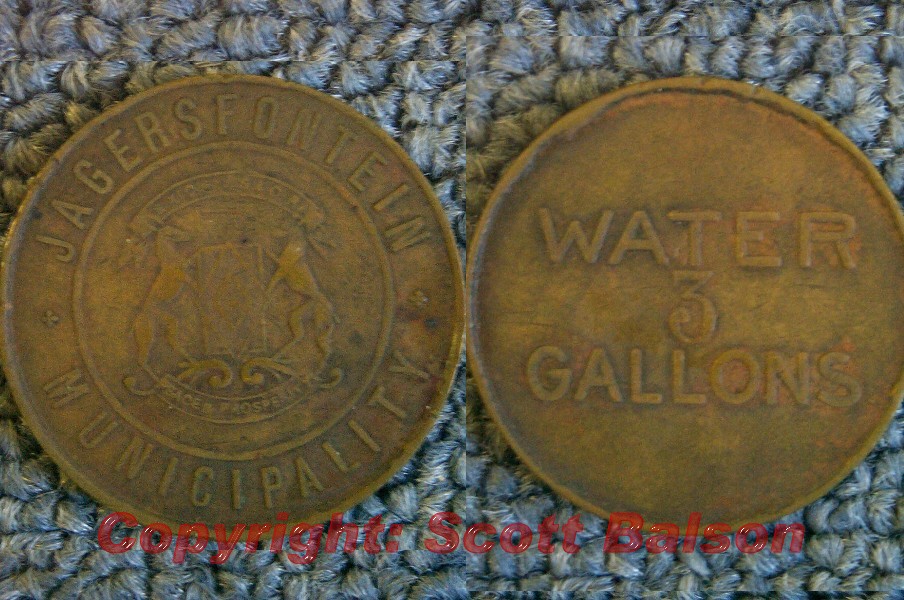 JAGERSFONTEIN
MUNICIPALITY.
WATER
3
GALLONS
Copyright: Scott Balson